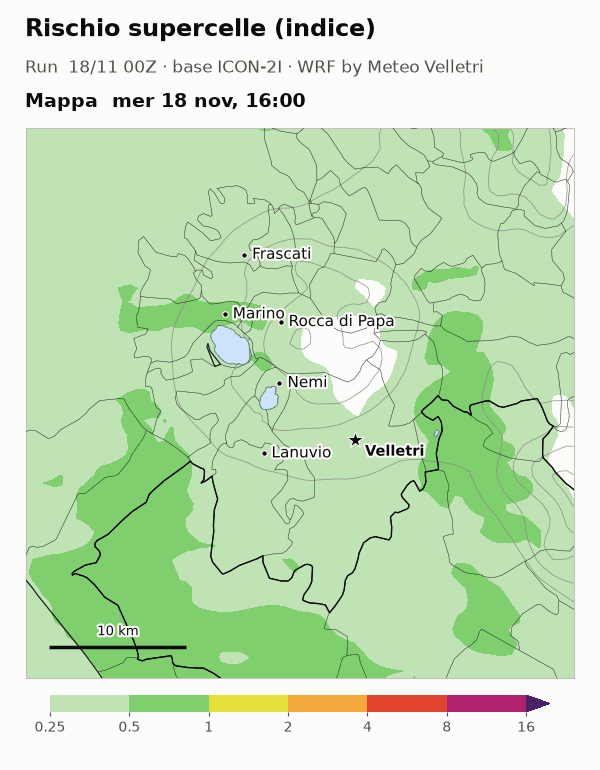 Rischio supercelle (indice)
Run  18/11 00Z · base ICON-2I · WRF by Meteo Velletri
Mappa  mer 18 nov, 16:00
Frascati
Marino
Rocca di Papa
Nemi
Velletri
Lanuvio
10 km
0.25 0.5 1 2 4 8 16